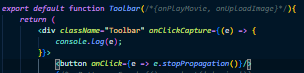 export default function Toolbar(/*{onPlayMovie, onUploadImage}*/){
return (
<div className="Toolbar" onClickCapture={(e) => {
console.log(e);
}}>
<button onClick={e => e.stopPropagation()}/>